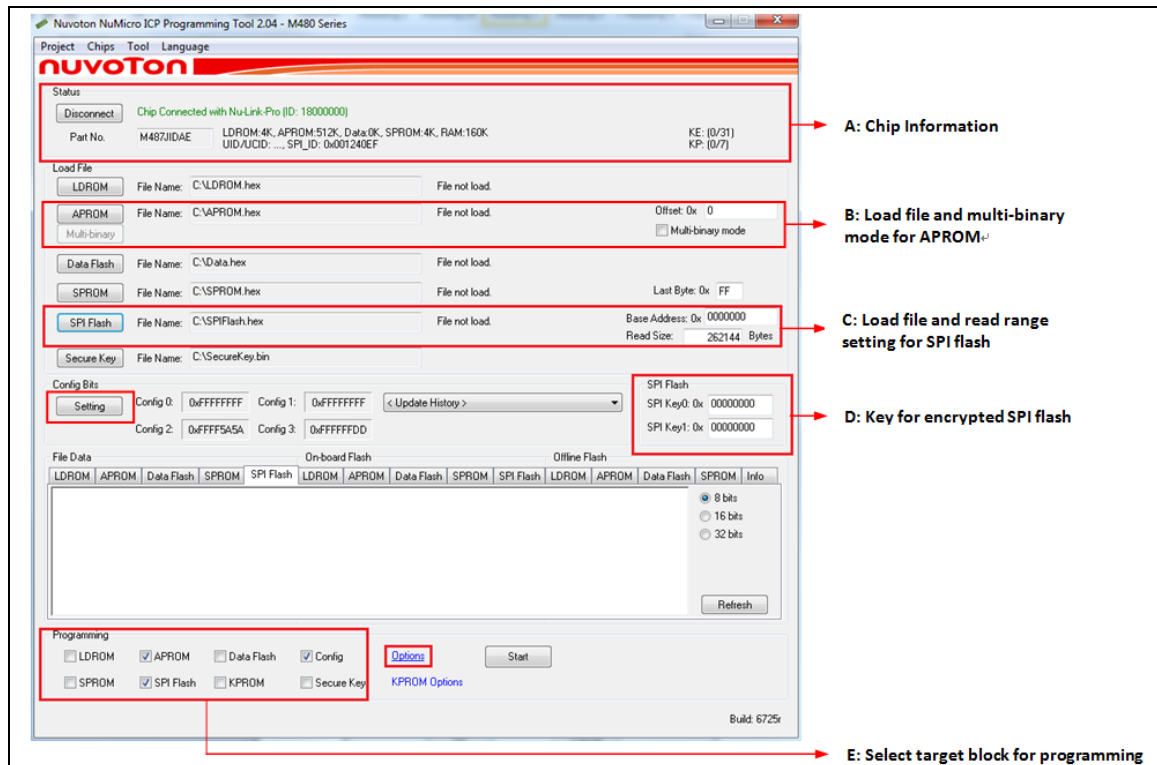 Nuvoton NuMicro ICP Programming Tool 2.04 - M480 Series
Project Chips Tool Language
nuvoTon
Status
Disconnect Chip Connected with Nu-Link-Pro (ID: 18000000)
Part No. M487JIDAE LDROM:4K, APROM:512K, Data:0K, SPROM:4K, RAM:160K KE: (0/31)
UID/UCID: ..., SPI_ID: 0x001240EF KP: (0/7)
A: Chip Information
Load File
LDROM File Name: C:\LDROM.hex File not load.
APROM File Name: C:\APROM.hex File not load. Offset: 0x 0
Multi-binary Multi-binary mode
B: Load file and multi-binary
mode for APROM↵
Data Flash File Name: C:\Data.hex File not load.
SPROM File Name: C:\SPROM.hex File not load. Last Byte: 0x FF
SPI Flash File Name: C:\SPIFlash.hex File not load. Base Address: 0x 0000000
Read Size: 262144 Bytes
C: Load file and read range
setting for SPI flash
Secure Key File Name: C:\SecureKey.bin
Config Bits SPI Flash
Setting Config 0: 0xFFFFFFFF Config 1: 0xFFFFFFFF < Update History > SPI Key0: 0x 00000000
Config 2: 0xFFFF5A5A Config 3: 0xFFFFFFDD SPI Key1: 0x 00000000
D: Key for encrypted SPI flash
File Data On-board Flash Offline Flash
LDROM APROM Data Flash SPROM SPI Flash LDROM APROM Data Flash SPROM SPI Flash LDROM APROM Data Flash SPROM Info
8 bits
16 bits
32 bits
Refresh
Programming
LDROM APROM Data Flash Config Options Start
SPROM SPI Flash KPROM Secure Key KPROM Options
Build: 6725r
E: Select target block for programming